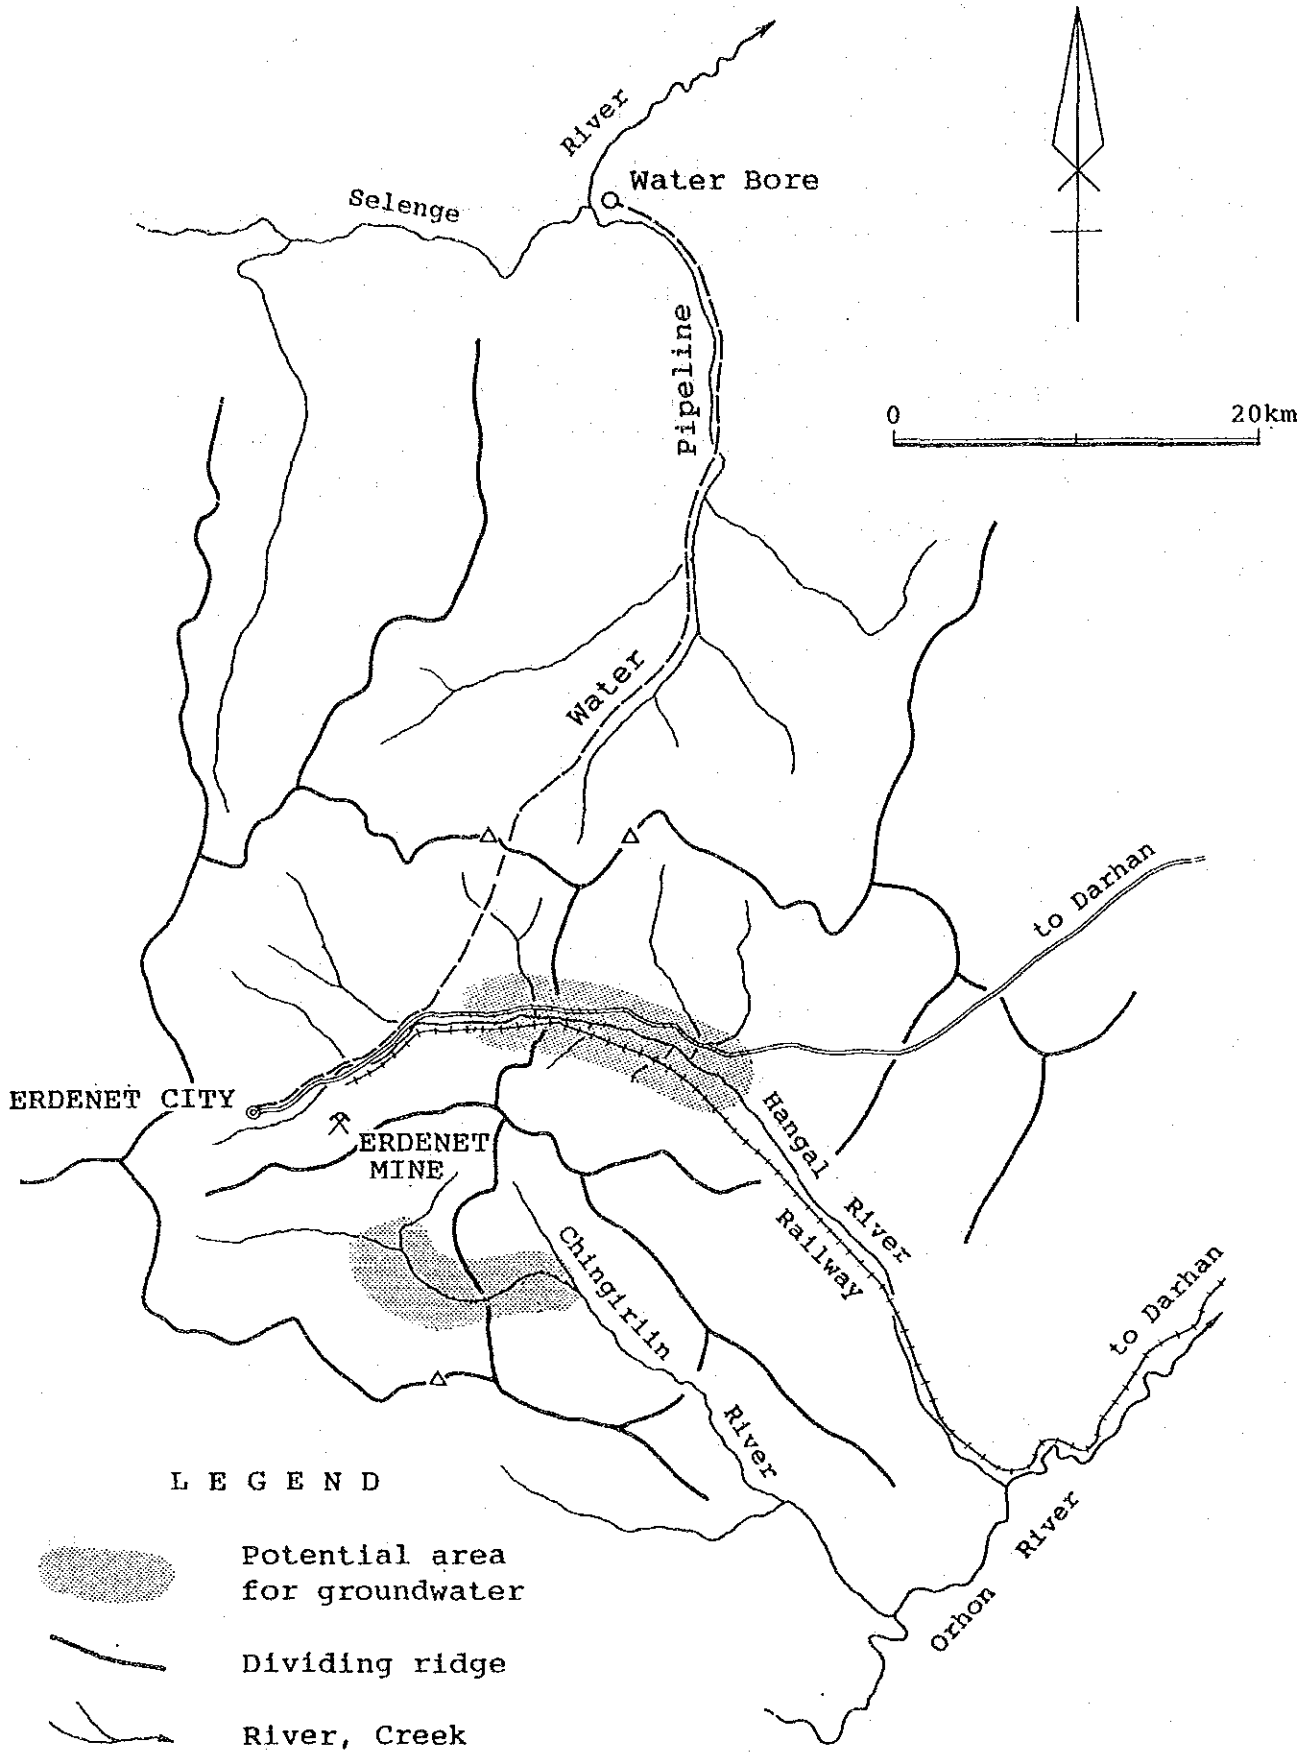 River
Water Bore
Selenge
Pipeline
0 20km
Water
to Darhan
ERDENET CITY
ERDENET
MINE
Hangal
River
Railway
Chingiriin
River
to Darhan
Orhon
River
LEGEND
Potential area
for groundwater
Dividing ridge
River, Creek